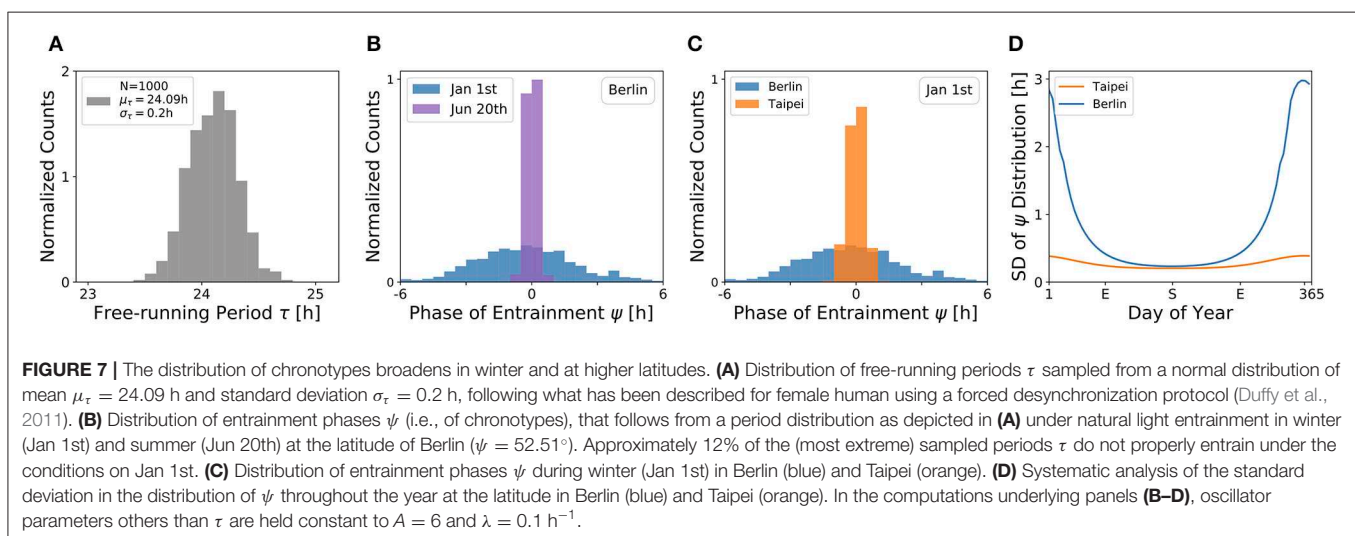 A
B
C
D
2
1
0
Normalized Counts
N=1000
μτ = 24.09h
στ = 0.2h
23
24
25
Free-running Period τ [h]
1
0
Normalized Counts
Jan 1st
Jun 20th
Berlin
-6
0
6
Phase of Entrainment ψ [h]
1
0
Normalized Counts
Berlin
Taipei
Jan 1st
-6
0
6
Phase of Entrainment ψ [h]
3
2
1
0
SD of ψ Distribution [h]
Taipei
Berlin
1
E
S
E
365
Day of Year
FIGURE 7 | The distribution of chronotypes broadens in winter and at higher latitudes. (A) Distribution of free-running periods τ sampled from a normal distribution of
mean μτ = 24.09 h and standard deviation στ = 0.2 h, following what has been described for female human using a forced desynchronization protocol (Duffy et al.,
2011). (B) Distribution of entrainment phases ψ (i.e., of chronotypes), that follows from a period distribution as depicted in (A) under natural light entrainment in winter
(Jan 1st) and summer (Jun 20th) at the latitude of Berlin (ψ = 52.51°). Approximately 12% of the (most extreme) sampled periods τ do not properly entrain under the
conditions on Jan 1st. (C) Distribution of entrainment phases ψ during winter (Jan 1st) in Berlin (blue) and Taipei (orange). (D) Systematic analysis of the standard
deviation in the distribution of ψ throughout the year at the latitude in Berlin (blue) and Taipei (orange). In the computations underlying panels (B–D), oscillator
parameters others than τ are held constant to A = 6 and λ = 0.1 h⁻¹.